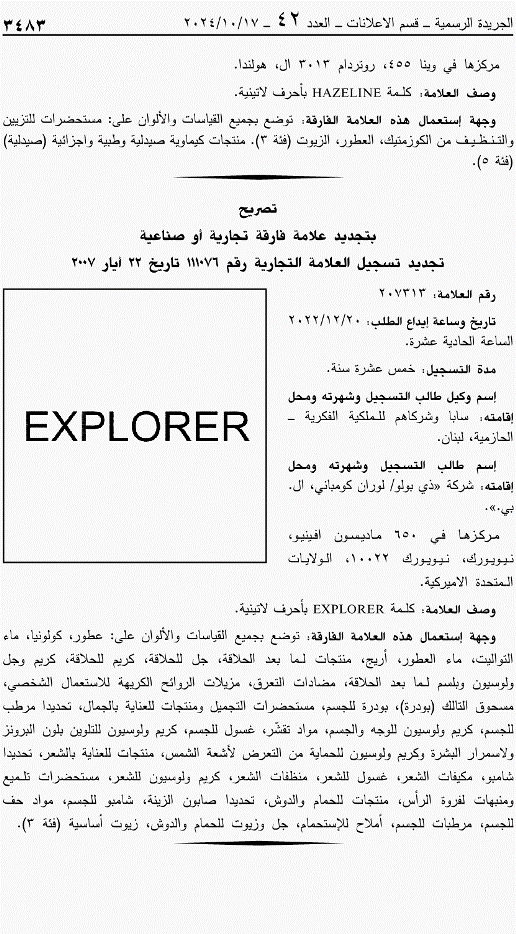 الجريدة الرسمية ـ قسم الاعلانات ـ العدد ٤٢ ـ ٢٠٢٤/١٠/١٧ ٣٤٨٣
مركزها في وينا ٤٥٥، روتردام ٣٠١٣ ال، هولندا.
وصف العلامة: كلمة HAZELINE بأحرف لاتينية.
وجهة إستعمال هذه العلامة الفارقة: توضع بجميع القياسات والألوان على: مستحضرات للتزيين
والتنظيف من الكوزمتيك، العطور، الزيوت (فئة ٣). منتجات كيماوية صيدلية وطبية واجزائية (صيدلية)
(فئة ٥).
تصريح
بتجديد علامة فارقة تجارية أو صناعية
تجديد تسجيل العلامة التجارية رقم ١١١٠٧٦ تاريخ ٢٢ أيار ٢٠٠٧
رقم العلامة: ٢٠٧٣١٣
تاريخ وساعة إيداع الطلب: ٢٠٢٢/١٢/٢٠
الساعة الحادية عشرة.
مدة التسجيل: خمس عشرة سنة.
إسم وكيل طالب التسجيل وشهرته ومحل
إقامته: سابا وشركاهم للملكية الفكرية ـ
الحازمية، لبنان.
إسم طالب التسجيل وشهرته ومحل
إقامته: شركة «ذي بولو/ لوران كومباني، ال.
بي.».
مركزها في ٦٥٠ ماديسون افينيو،
نيويورك، نيويورك ١٠٠٢٢، الولايات
المتحدة الاميركية.
EXPLORER
وصف العلامة: كلمة EXPLORER بأحرف لاتينية.
وجهة إستعمال هذه العلامة الفارقة: توضع بجميع القياسات والألوان على: عطور، كولونيا، ماء
التواليت، ماء العطور، أريج، منتجات لما بعد الحلاقة، جل للحلاقة، كريم للحلاقة، كريم وجل
ولوسيون وبلسم لما بعد الحلاقة، مضادات التعرق، مزيلات الروائح الكريهة للاستعمال الشخصي،
مسحوق التالك (بودرة)، بودرة للجسم، مستحضرات التجميل ومنتجات للعناية بالجمال، تحديدا مرطب
للجسم، كريم ولوسيون للوجه والجسم، مواد تقشّر، غسول للجسم، كريم ولوسيون للتلوين بلون البرونز
ولاسمرار البشرة وكريم ولوسيون للحماية من التعرض لأشعة الشمس، منتجات للعناية بالشعر، تحديدا
شامبو، مكيفات الشعر، غسول للشعر، منظفات الشعر، كريم ولوسيون للشعر، مستحضرات تلميع
ومنبهات لفروة الرأس، منتجات للحمام والدوش، تحديدا صابون الزينة، شامبو للجسم، مواد حف
للجسم، مرطبات للجسم، أملاح للإستحمام، جل وزيوت للحمام والدوش، زيوت أساسية (فئة ٣).